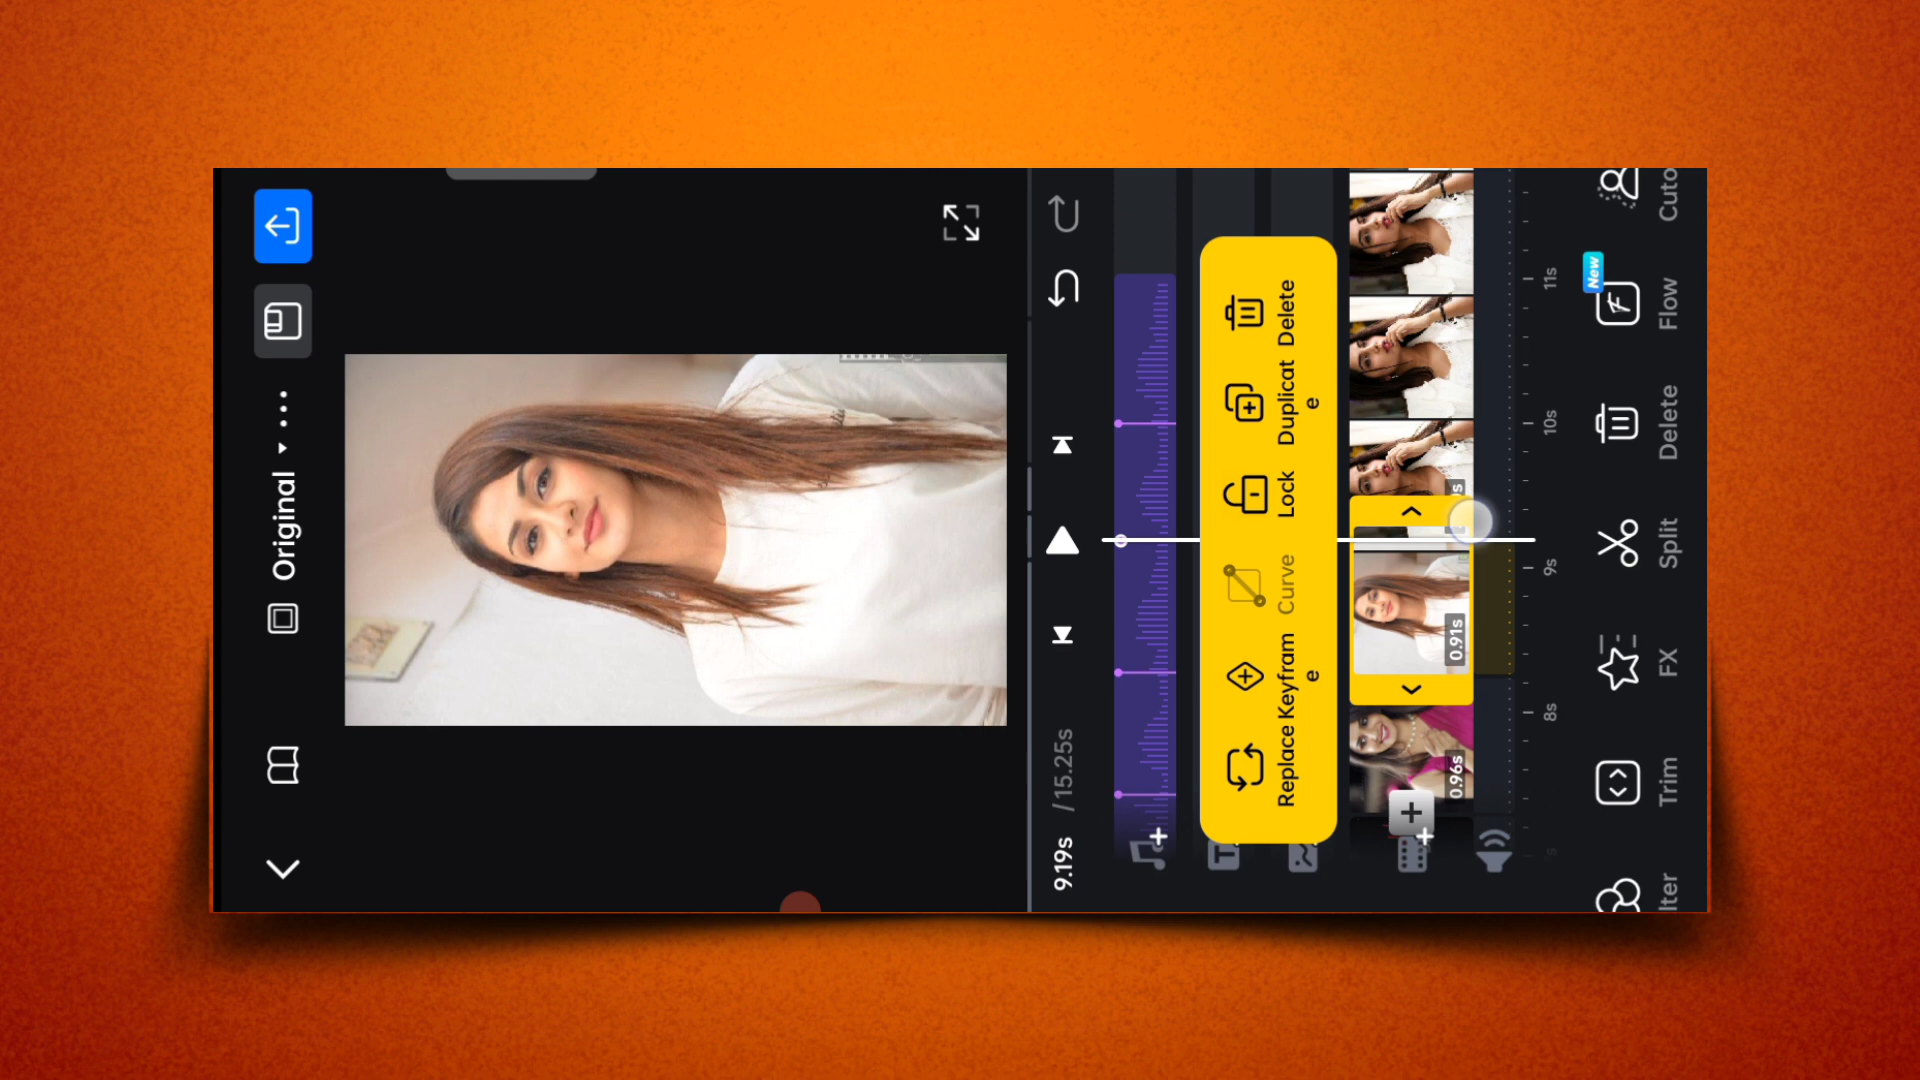 Original
9.19s / 15.25s
Replace
Keyfram
e
Curve
Lock
Duplicat
e
Delete
0.96s
0.91s
s
8s
9s
10s
11s
lter
Trim
FX
Split
Delete
Flow
New
Cuto